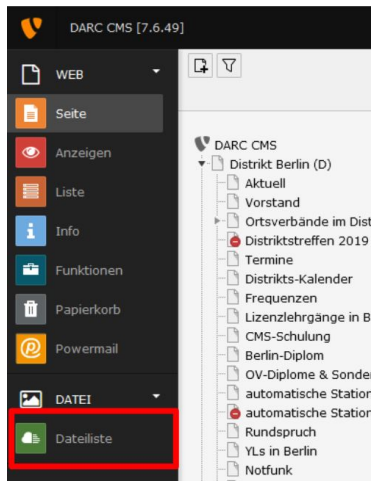 DARC CMS [7.6.49]
WEB
Seite
Anzeigen
Liste
Info
Funktionen
Papierkorb
Powermail
DATEI
Dateiliste
DARC CMS
Distrikt Berlin (D)
Aktuell
Vorstand
Ortsverbände im Dist
Distriktstreffen 2019
Termine
Distrikts-Kalender
Frequenzen
Lizenzlehrgänge in B
CMS-Schulung
Berlin-Diplom
OV-Diplome & Sonde
automatische Station
automatische Station
Rundspruch
YLs in Berlin
Notfunk